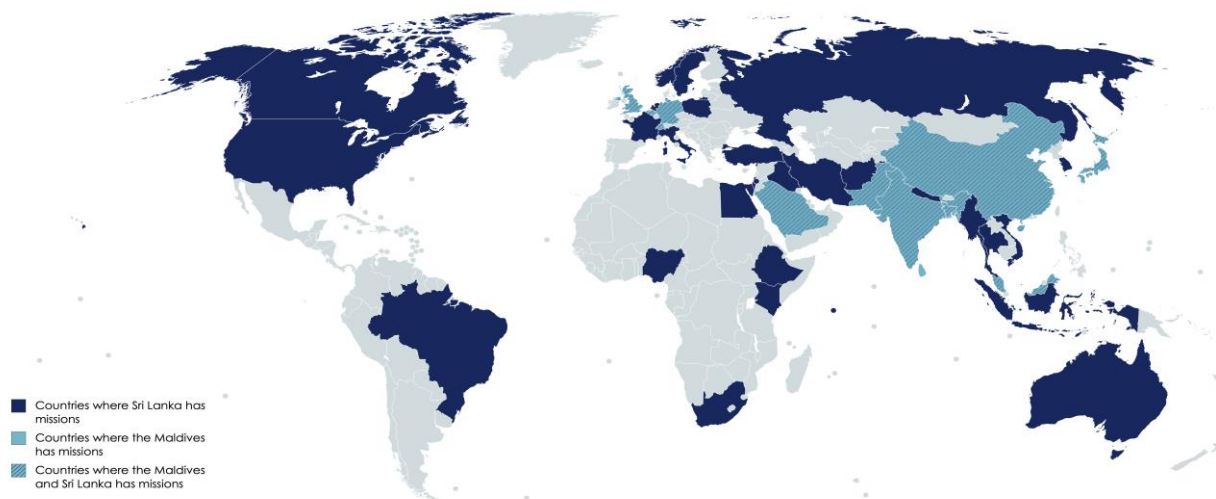 Countries where Sri Lanka has
missions
Countries where the Maldives
has missions
Countries where the Maldives
and Sri Lanka has missions